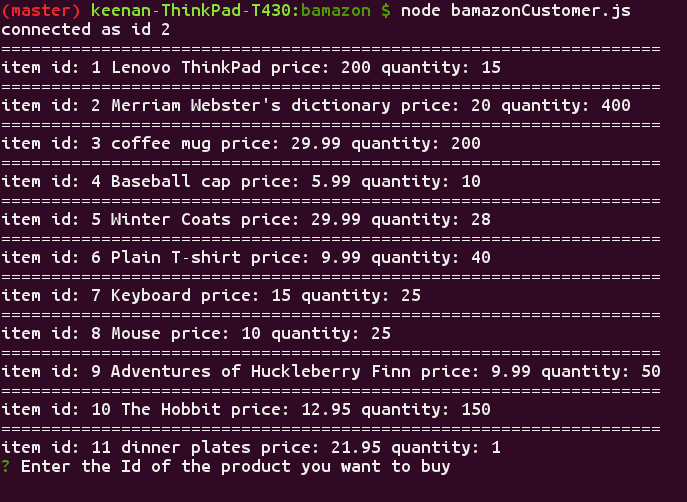 (master) keenan-ThinkPad-T430:bamazon $ node bamazonCustomer.js
connected as id 2
==================================================================
item id: 1 Lenovo ThinkPad price: 200 quantity: 15
==================================================================
item id: 2 Merriam Webster's dictionary price: 20 quantity: 400
==================================================================
item id: 3 coffee mug price: 29.99 quantity: 200
==================================================================
item id: 4 Baseball cap price: 5.99 quantity: 10
==================================================================
item id: 5 Winter Coats price: 29.99 quantity: 28
==================================================================
item id: 6 Plain T-shirt price: 9.99 quantity: 40
==================================================================
item id: 7 Keyboard price: 15 quantity: 25
==================================================================
item id: 8 Mouse price: 10 quantity: 25
==================================================================
item id: 9 Adventures of Huckleberry Finn price: 9.99 quantity: 50
==================================================================
item id: 10 The Hobbit price: 12.95 quantity: 150
==================================================================
item id: 11 dinner plates price: 21.95 quantity: 1
? Enter the Id of the product you want to buy